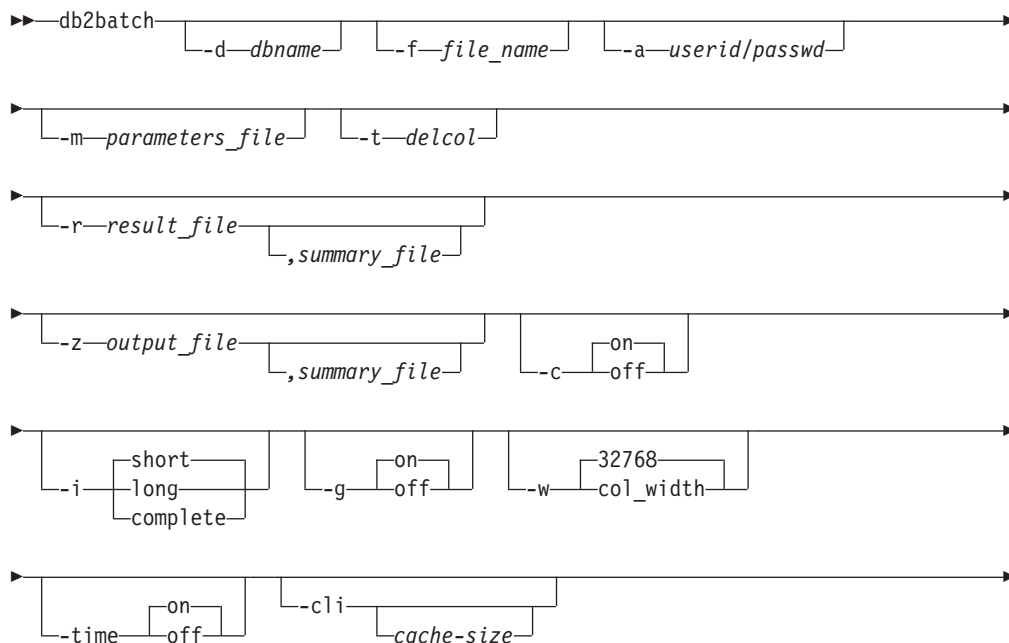 db2batch
-d dbname -f file_name -a userid/passwd
-m parameters_file -t delcol
-r result_file
,summary_file
-z output_file
,summary_file
on
-c off
short
-i long
complete
on
-g off
32768
-w col_width
on
-time off
-cli
cache-size